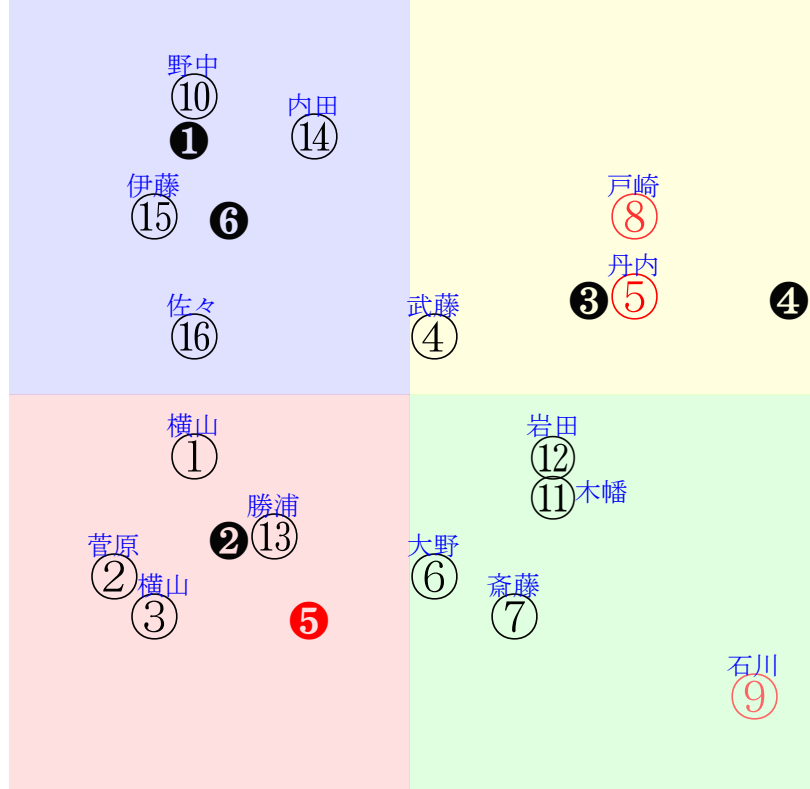 野中
⑩
❶
内田
⑭
伊藤
⑮
❻
戸崎
⑧
丹内
❸
⑤
❹
佐々
⑯
武藤
④
横山
①
岩田
⑫
⑪木幡
勝浦
❷⑬
菅原
②
横山
③
❺
大野
⑥
斎藤
⑦
石川
⑨